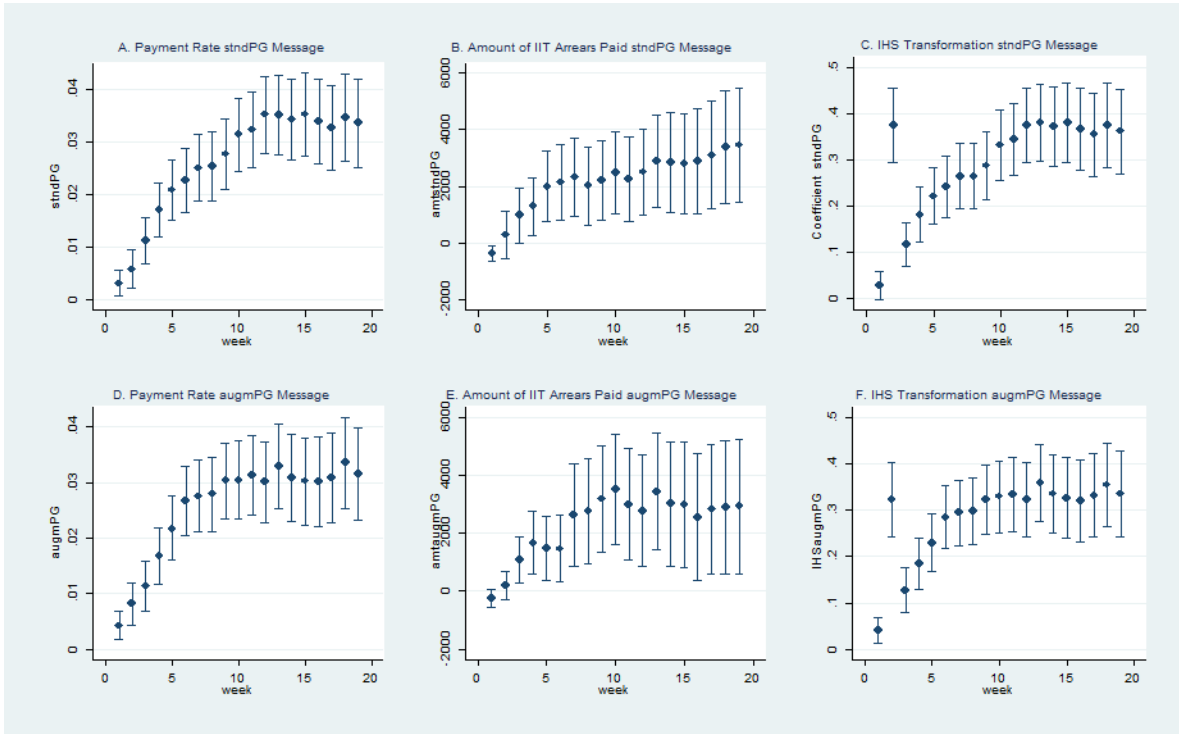 A. Payment Rate stndPG Message
stndPG
0 .01 .02 .03 .04
0 5 10 15 20
week
B. Amount of IIT Arrears Paid stndPG Message
amtstndPG
-2000 0 2000 4000 6000
0 5 10 15 20
week
C. IHS Transformation stndPG Message
Coefficient stndPG
0 .1 .2 .3 .4 .5
0 5 10 15 20
week
D. Payment Rate augmPG Message
augmPG
0 .01 .02 .03 .04
0 5 10 15 20
week
E. Amount of IIT Arrears Paid augmPG Message
amtaugmPG
-2000 0 2000 4000 6000
0 5 10 15 20
week
F. IHS Transformation augmPG Message
IHSaugmPG
0 .1 .2 .3 .4 .5
0 5 10 15 20
week